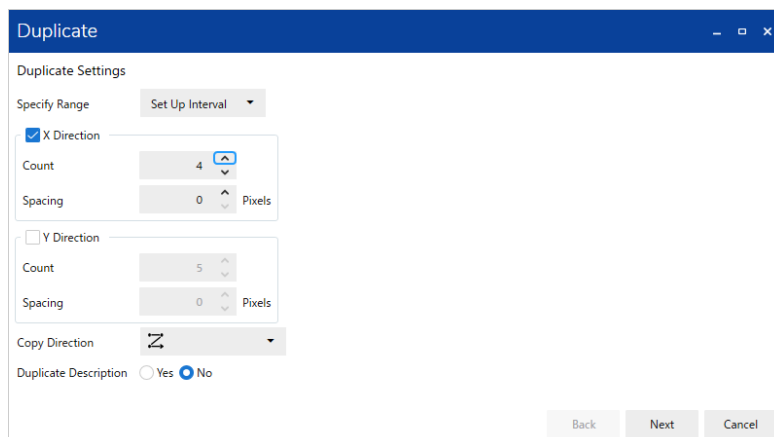 Duplicate
Duplicate Settings
Specify Range Set Up Interval
X Direction
Count 4
Spacing 0 Pixels
Y Direction
Count 5
Spacing 0 Pixels
Copy Direction
Duplicate Description Yes No
Back Next Cancel